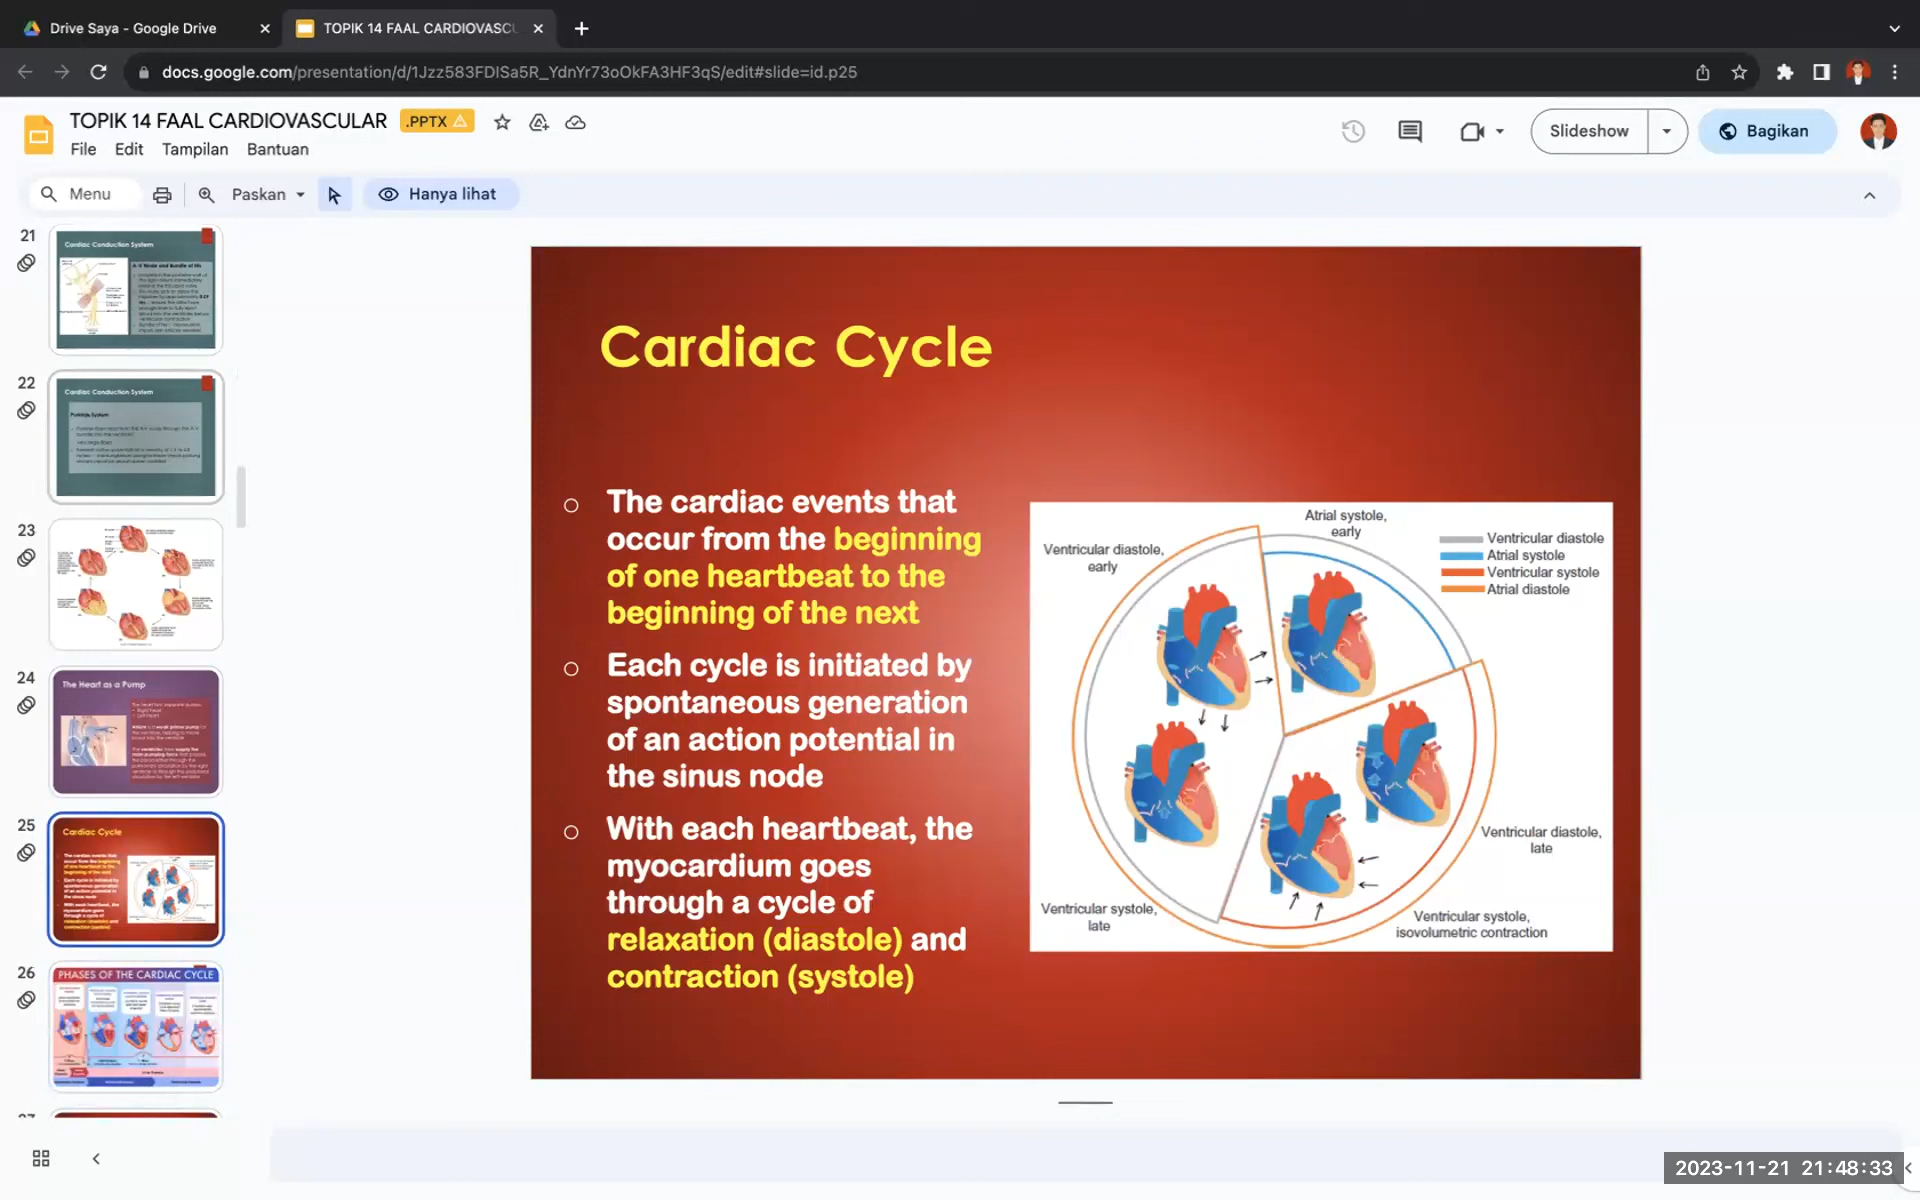 Drive Saya - Google Drive
TOPIK 14 FAAL CARDIOVASCU
docs.google.com/presentation/d/1Jzz583FDISa5R_YdnYr73oOkFA3HF3qS/edit#slide=id.p25
TOPIK 14 FAAL CARDIOVASCULAR
.PPTX
File Edit Tampilan Bantuan
Slideshow
Bagikan
Menu
Paskan
Hanya lihat
21
Cardiac Conduction System
22
Cardiac Conduction System
23
24
The Heart as a Pump
25
Cardiac Cycle
26
PHASES OF THE CARDIAC CYCLE
Cardiac Cycle
The cardiac events that
occur from the beginning
of one heartbeat to the
beginning of the next
Each cycle is initiated by
spontaneous generation
of an action potential in
the sinus node
With each heartbeat, the
myocardium goes
through a cycle of
relaxation (diastole) and
contraction (systole)
Atrial systole,
early
Ventricular diastole,
early
Ventricular diastole
Atrial systole
Ventricular systole
Atrial diastole
Ventricular diastole,
late
Ventricular systole,
late
Ventricular systole,
isovolumetric contraction
2023-11-21 21:48:33